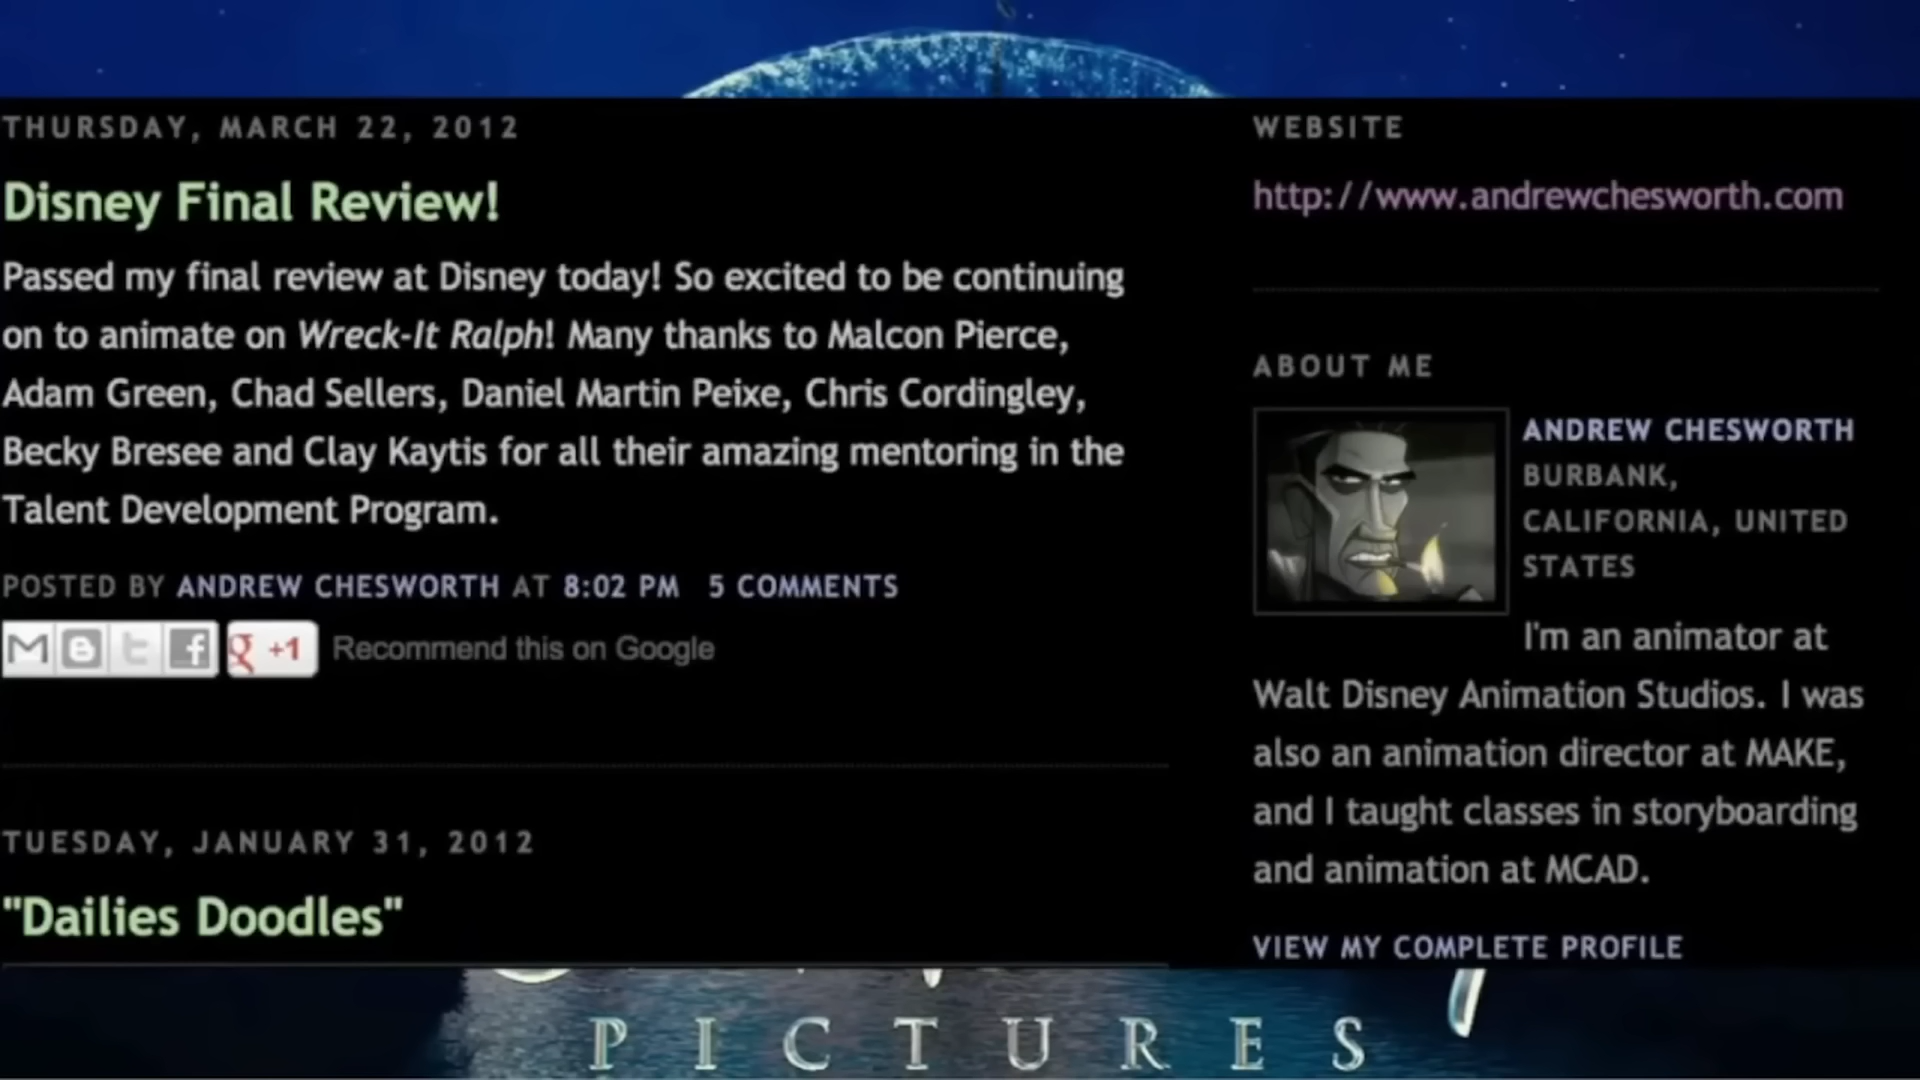 THURSDAY, MARCH 22, 2012
Disney Final Review!
Passed my final review at Disney today! So excited to be continuing
on to animate on Wreck-It Ralph! Many thanks to Malcon Pierce,
Adam Green, Chad Sellers, Daniel Martin Peixe, Chris Cordingley,
Becky Bresee and Clay Kaytis for all their amazing mentoring in the
Talent Development Program.
POSTED BY ANDREW CHESWORTH AT 8:02 PM 5 COMMENTS
+1 Recommend this on Google
TUESDAY, JANUARY 31, 2012
"Dailies Doodles"
WEBSITE
http://www.andrewchesworth.com
ABOUT ME
ANDREW CHESWORTH
BURBANK,
CALIFORNIA, UNITED
STATES
I'm an animator at
Walt Disney Animation Studios. I was
also an animation director at MAKE,
and I taught classes in storyboarding
and animation at MCAD.
VIEW MY COMPLETE PROFILE
PICTURES